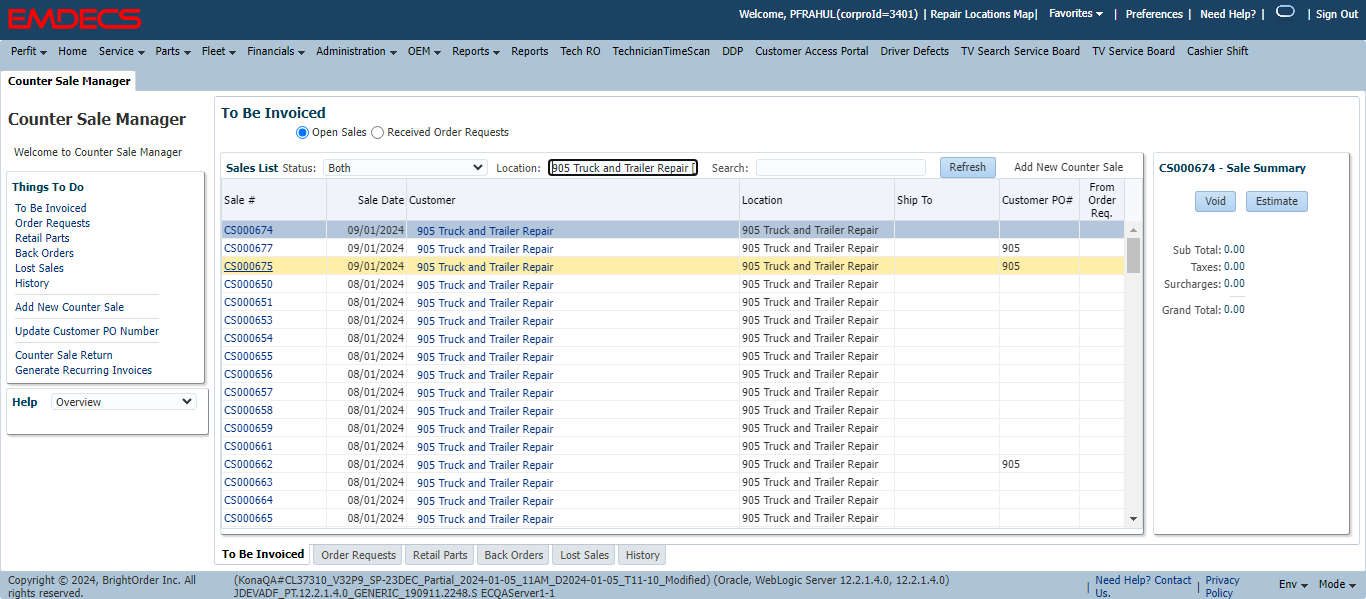 EMDECS
Welcome, PFRAHUL(corproId=3401) | Repair Locations Map| Favorites | Preferences | Need Help? | | Sign Out
Perfit Home Service Parts Fleet Financials Administration OEM Reports Reports Tech RO TechnicianTimeScan DDP Customer Access Portal Driver Defects TV Search Service Board TV Service Board Cashier Shift
Counter Sale Manager
Counter Sale Manager
Welcome to Counter Sale Manager
Things To Do
To Be Invoiced
Order Requests
Retail Parts
Back Orders
Lost Sales
History
Add New Counter Sale
Update Customer PO Number
Counter Sale Return
Generate Recurring Invoices
Help Overview
To Be Invoiced
Open Sales Received Order Requests
Sales List Status: Both Location: 905 Truck and Trailer Repair [ Search: Refresh Add New Counter Sale
Sale # Sale Date Customer Location Ship To Customer PO# From Order Req.
CS000674 09/01/2024 905 Truck and Trailer Repair 905 Truck and Trailer Repair
CS000677 09/01/2024 905 Truck and Trailer Repair 905 Truck and Trailer Repair 905
CS000675 09/01/2024 905 Truck and Trailer Repair 905 Truck and Trailer Repair 905
CS000650 08/01/2024 905 Truck and Trailer Repair 905 Truck and Trailer Repair
CS000651 08/01/2024 905 Truck and Trailer Repair 905 Truck and Trailer Repair
CS000653 08/01/2024 905 Truck and Trailer Repair 905 Truck and Trailer Repair
CS000654 08/01/2024 905 Truck and Trailer Repair 905 Truck and Trailer Repair
CS000655 08/01/2024 905 Truck and Trailer Repair 905 Truck and Trailer Repair
CS000656 08/01/2024 905 Truck and Trailer Repair 905 Truck and Trailer Repair
CS000657 08/01/2024 905 Truck and Trailer Repair 905 Truck and Trailer Repair
CS000658 08/01/2024 905 Truck and Trailer Repair 905 Truck and Trailer Repair
CS000659 08/01/2024 905 Truck and Trailer Repair 905 Truck and Trailer Repair
CS000661 08/01/2024 905 Truck and Trailer Repair 905 Truck and Trailer Repair
CS000662 08/01/2024 905 Truck and Trailer Repair 905 Truck and Trailer Repair 905
CS000663 08/01/2024 905 Truck and Trailer Repair 905 Truck and Trailer Repair
CS000664 08/01/2024 905 Truck and Trailer Repair 905 Truck and Trailer Repair
CS000665 08/01/2024 905 Truck and Trailer Repair 905 Truck and Trailer Repair
CS000674 - Sale Summary
Void Estimate
Sub Total: 0.00
Taxes: 0.00
Surcharges: 0.00
Grand Total: 0.00
To Be Invoiced Order Requests Retail Parts Back Orders Lost Sales History
Copyright © 2024, BrightOrder Inc. All
rights reserved.
(KonaQA#CL37310_V32P9_SP-23DEC_Partial_2024-01-05_11AM_D2024-01-05_T11-10_Modified) (Oracle, WebLogic Server 12.2.1.4.0, 12.2.1.4.0)
JDEVADF_PT.12.2.1.4.0_GENERIC_190911.2248.S ECQAServer1-1
| Need Help? Contact
Us.
| Privacy
Policy
Env Mode